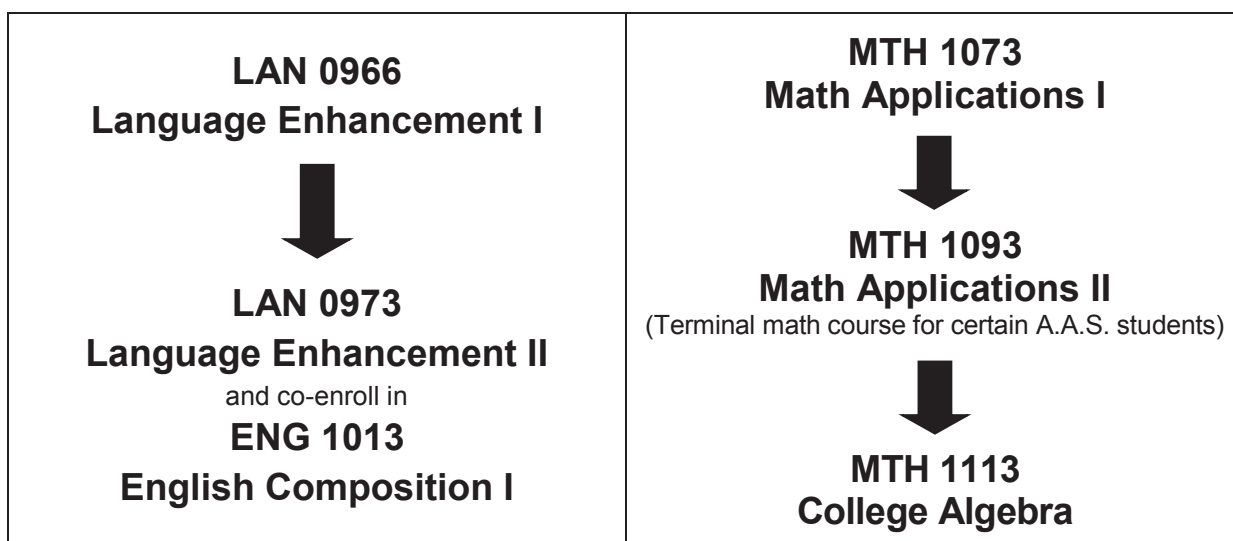 LAN 0966
Language Enhancement I
LAN 0973
Language Enhancement II
and co-enroll in
ENG 1013
English Composition I
MTH 1073
Math Applications I
MTH 1093
Math Applications II
(Terminal math course for certain A.A.S. students)
MTH 1113
College Algebra